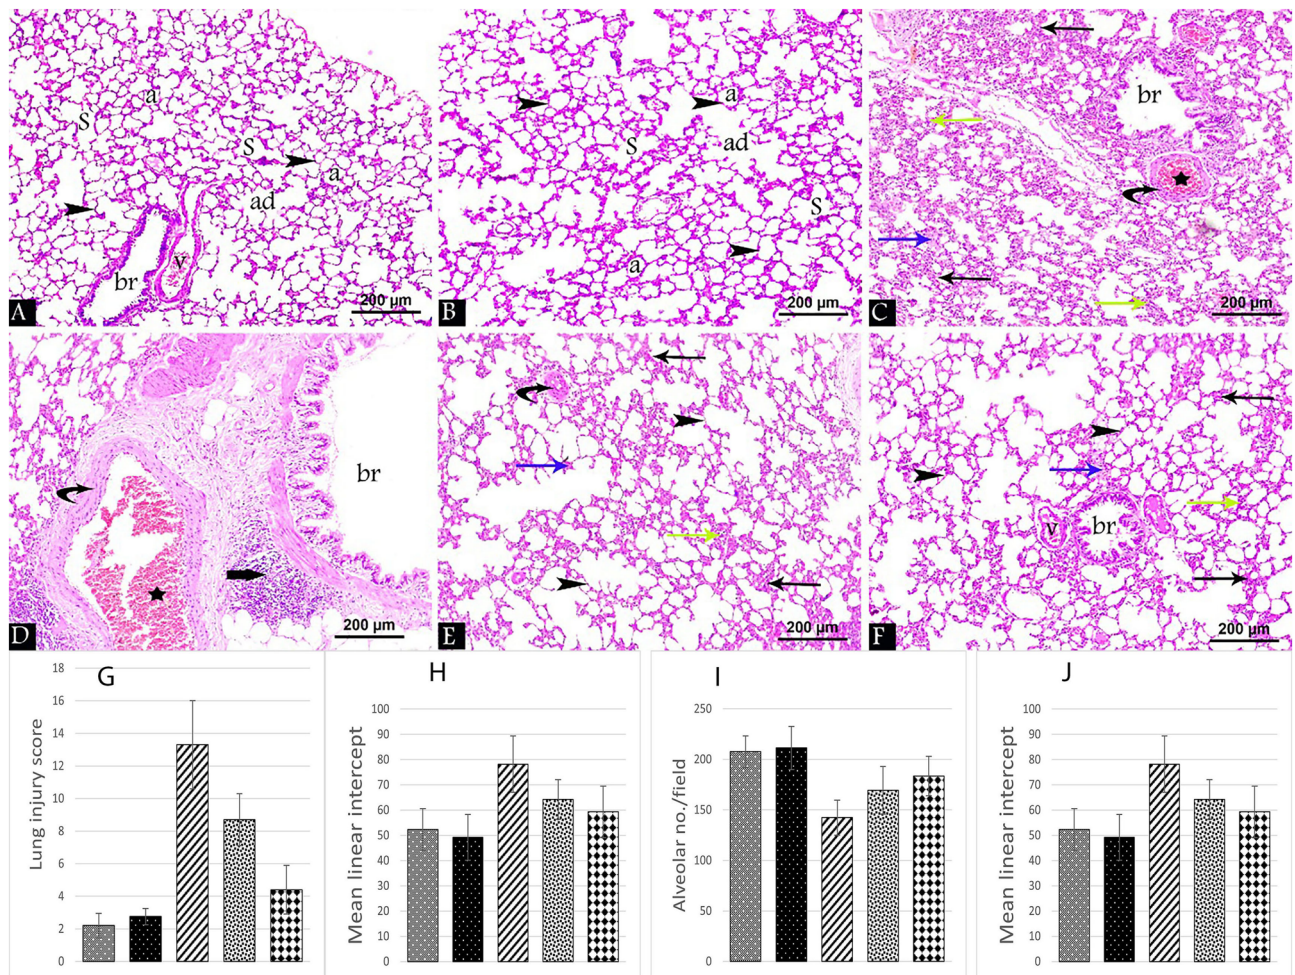 a
S
S
a
ad
v
br
A
200 µm
a
S
ad
S
a
B
200 µm
br
C
200 µm
br
D
200 µm
E
200 µm
v
br
F
200 µm
G
Lung injury score
18
16
14
12
10
8
6
4
2
0
H
Mean linear intercept
100
90
80
70
60
50
40
30
20
10
0
I
Alveolar no./field
250
200
150
100
50
0
J
Mean linear intercept
100
90
80
70
60
50
40
30
20
10
0